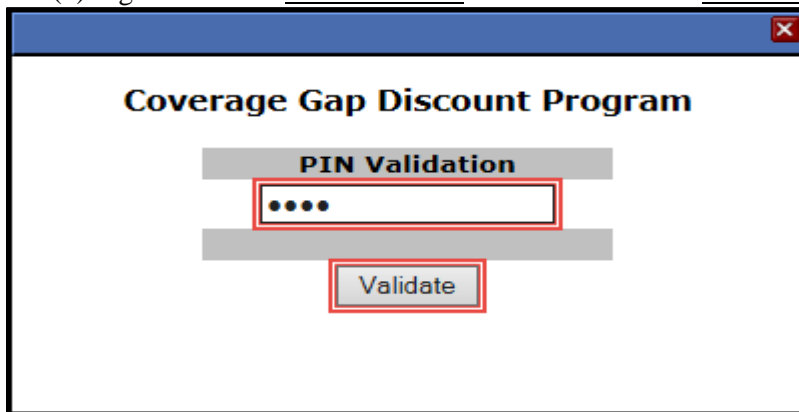 Coverage Gap Discount Program
PIN Validation
••••
Validate